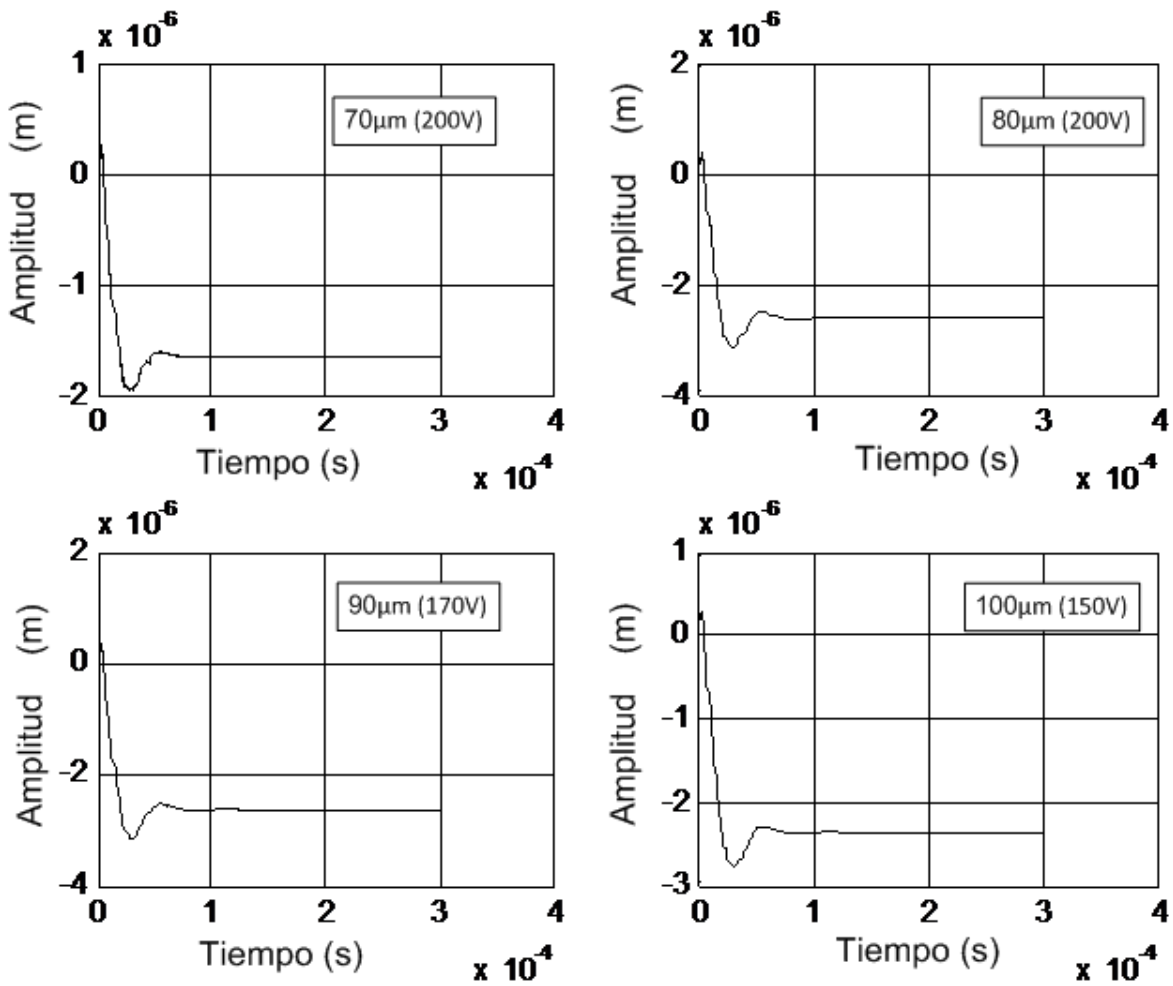 x 10-6
1
0
-1
-2
Amplitud (m)
70µm (200V)
0 1 2 3 4
Tiempo (s)
x 10-4
x 10-6
2
0
-2
-4
Amplitud (m)
80µm (200V)
0 1 2 3 4
Tiempo (s)
x 10-4
x 10-6
2
0
-2
-4
Amplitud (m)
90µm (170V)
0 1 2 3 4
Tiempo (s)
x 10-4
x 10-6
1
0
-1
-2
-3
Amplitud (m)
100µm (150V)
0 1 2 3 4
Tiempo (s)
x 10-4